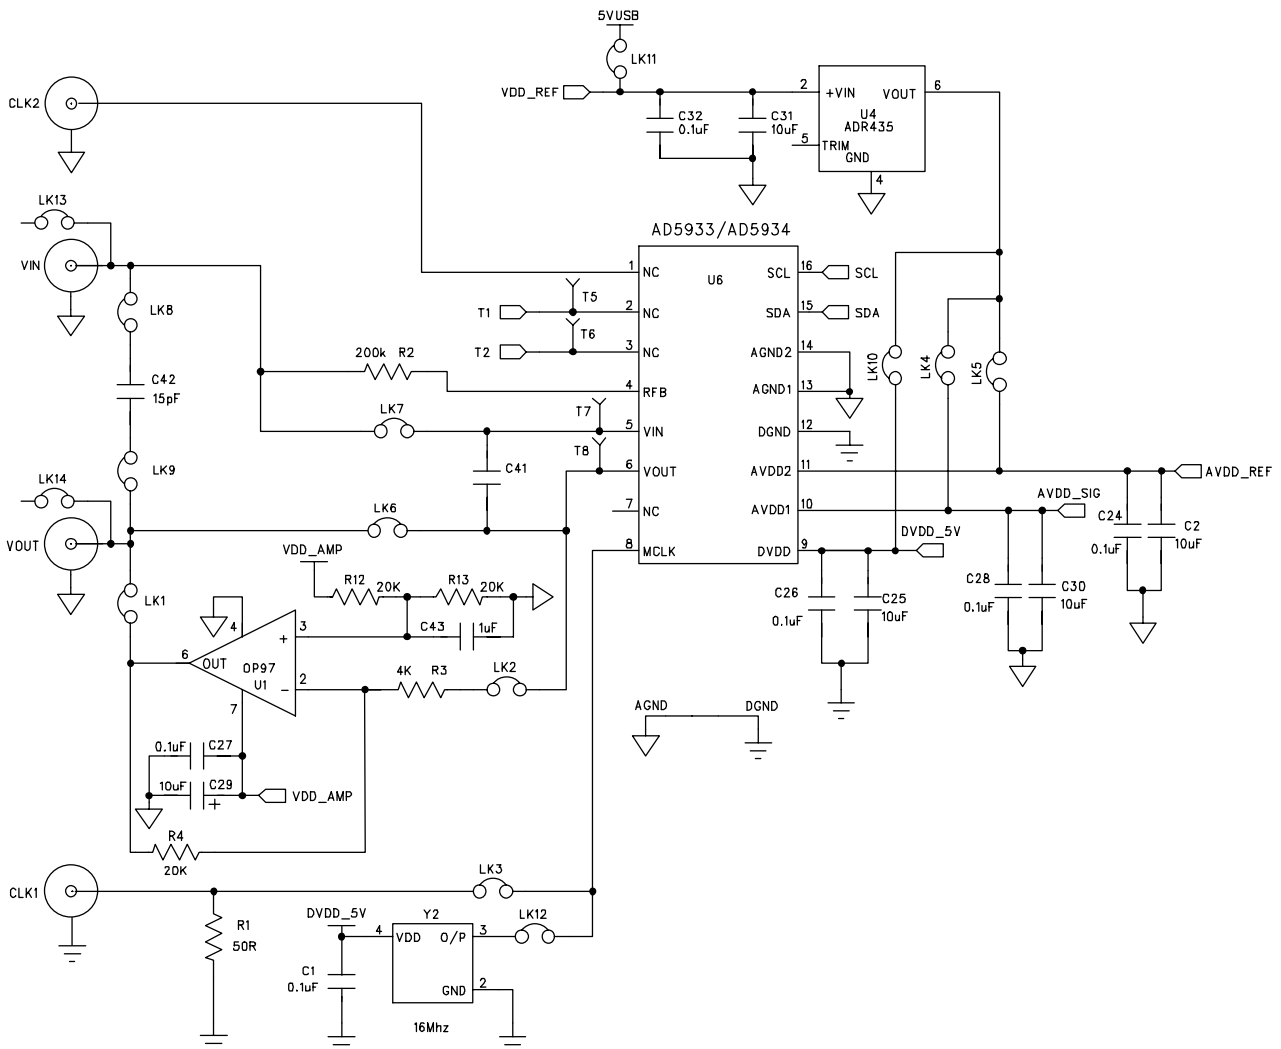 5VUSB
LK11
VDD_REF
C32
0.1uF
C31
10uF
2
+VIN
VOUT
6
U4
ADR435
5
TRIM
GND
4
CLK2
LK13
VIN
LK8
C42
15pF
LK9
LK14
VOUT
LK1
AD5933/AD5934
U6
1
NC
2
NC
3
NC
4
RFB
5
VIN
6
VOUT
7
NC
8
MCLK
SCL
16
SCL
SDA
15
SDA
AGND2
14
AGND1
13
DGND
12
AVDD2
11
AVDD1
10
DVDD
9
T1
T5
T2
T6
200k
R2
LK7
T7
T8
C41
LK6
LK10
LK4
LK5
AVDD_REF
AVDD_SIG
DVDD_5V
C24
0.1uF
C2
10uF
C28
0.1uF
C30
10uF
C26
0.1uF
C25
10uF
VDD_AMP
R12
20K
R13
20K
C43
1uF
4
3
+
6
OUT
OP97
U1
2
−
7
4K
R3
LK2
0.1uF
C27
10uF
C29
+
VDD_AMP
R4
20K
AGND
DGND
CLK1
R1
50R
LK3
DVDD_5V
Y2
LK12
4
VDD
O/P
3
C1
0.1uF
GND
2
16Mhz